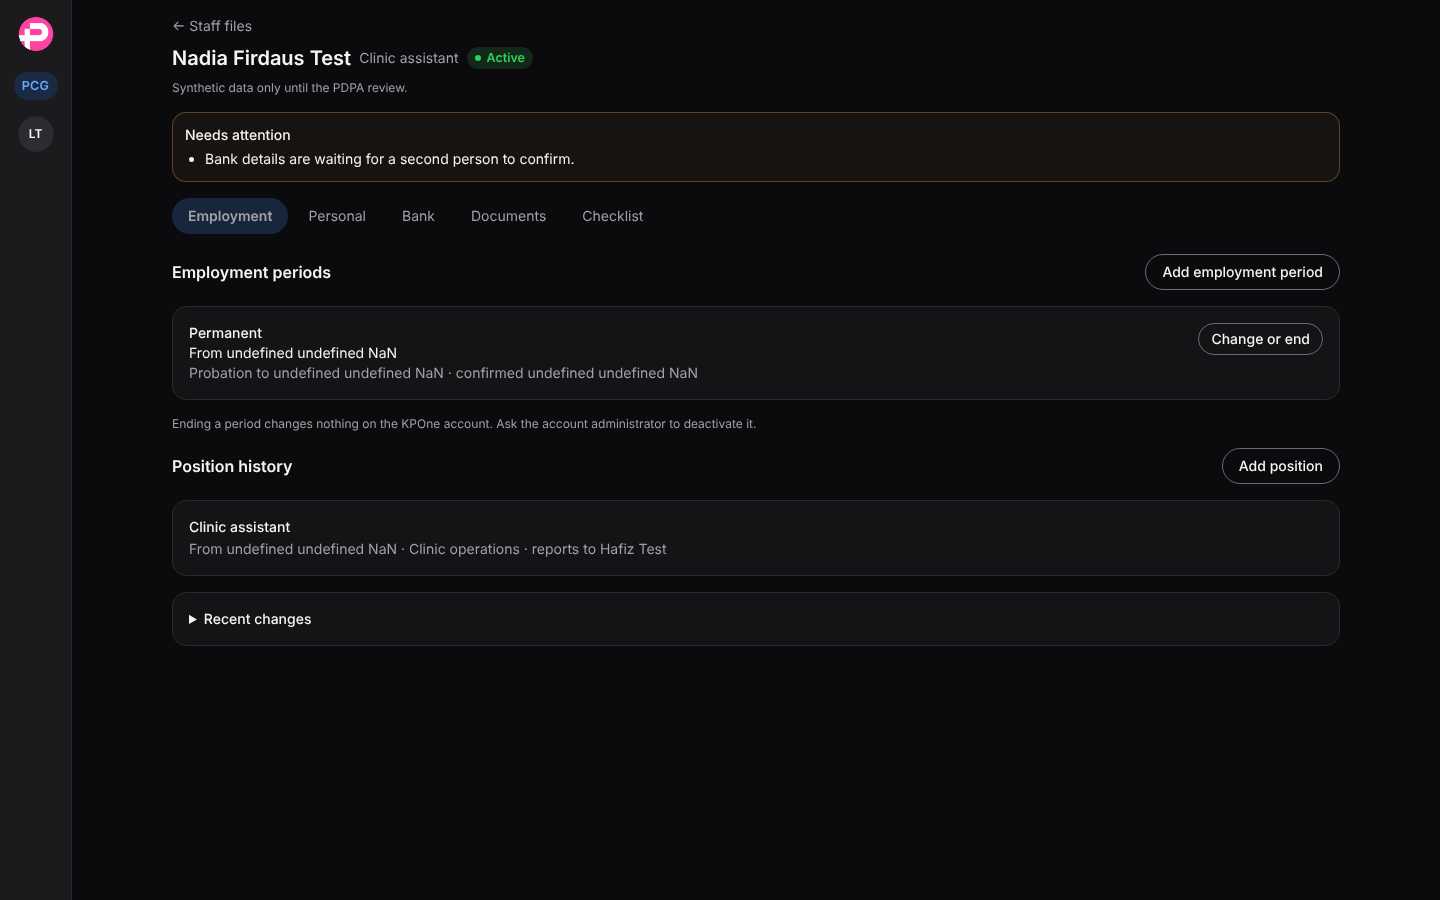 PCG
LT
← Staff files
Nadia Firdaus Test Clinic assistant Active
Synthetic data only until the PDPA review.
Needs attention
• Bank details are waiting for a second person to confirm.
Employment Personal Bank Documents Checklist
Employment periods
Add employment period
Permanent
From undefined undefined NaN
Probation to undefined undefined NaN · confirmed undefined undefined NaN
Change or end
Ending a period changes nothing on the KPOne account. Ask the account administrator to deactivate it.
Position history
Add position
Clinic assistant
From undefined undefined NaN · Clinic operations · reports to Hafiz Test
Recent changes